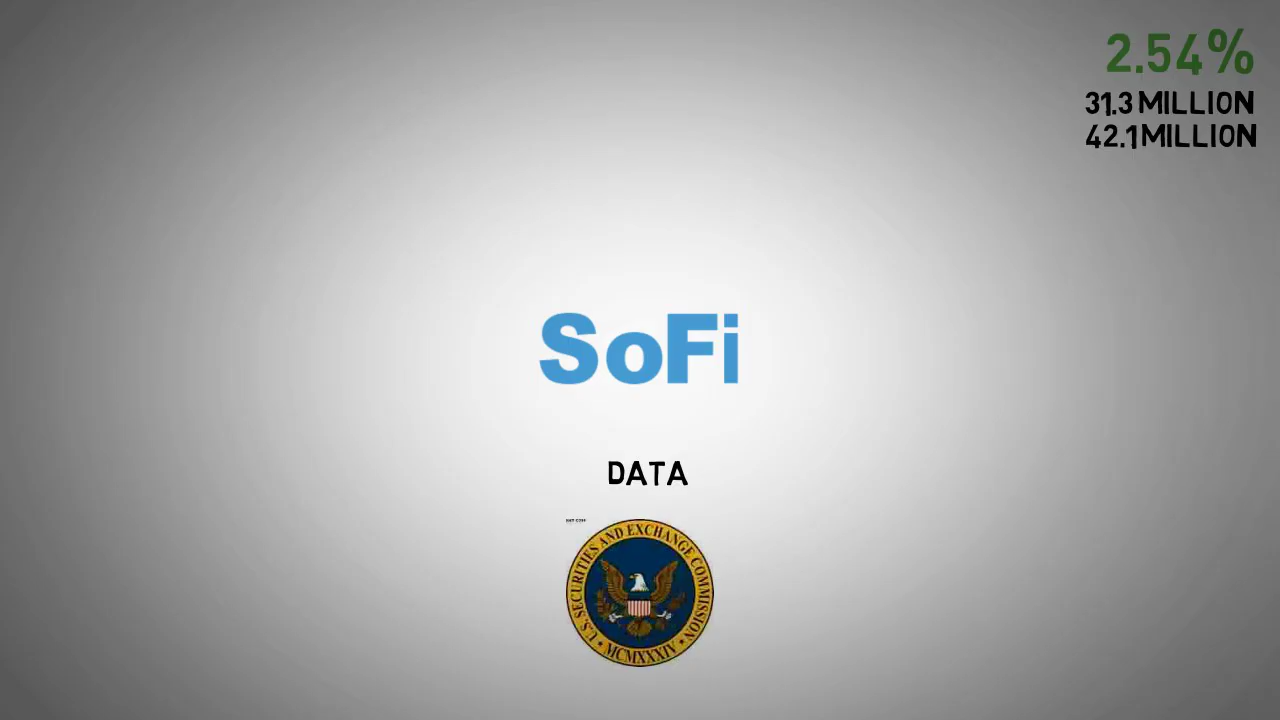 2.54%
31.3 MILLION
42.1 MILLION
SoFi
DATA
U.S. SECURITIES AND EXCHANGE COMMISSION
MCMXXXIV